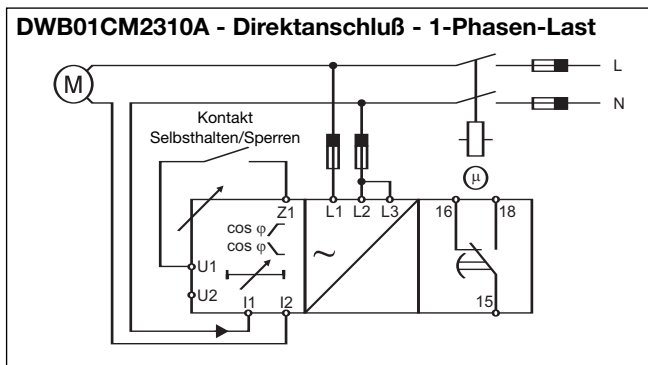 DWB01CM2310A - Direktanschluß - 1-Phasen-Last
L
M
N
Kontakt
Selbsthalten/Sperren
μ
Z1 L1 L2 L3 16 18
cos φ
cos φ
~
U1
U2
I1 I2 15